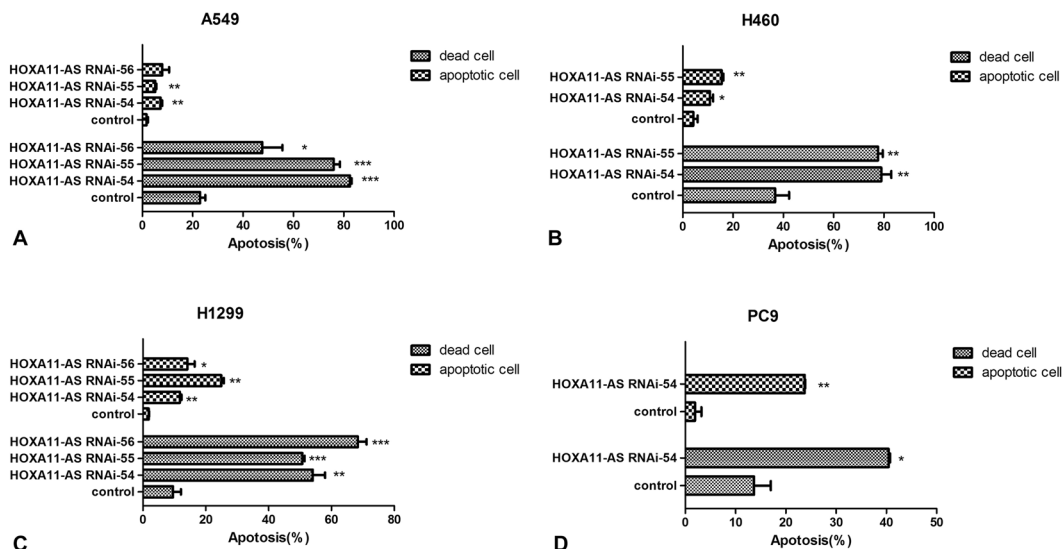 A549
dead cell
apoptotic cell
HOXA11-AS RNAi-56
HOXA11-AS RNAi-55 **
HOXA11-AS RNAi-54 **
control
HOXA11-AS RNAi-56 *
HOXA11-AS RNAi-55 ***
HOXA11-AS RNAi-54 ***
control
0 20 40 60 80 100
Apotosis(%)
A
H460
dead cell
apoptotic cell
HOXA11-AS RNAi-55 **
HOXA11-AS RNAi-54 *
control
HOXA11-AS RNAi-55 **
HOXA11-AS RNAi-54 **
control
0 20 40 60 80 100
Apotosis(%)
B
H1299
dead cell
apoptotic cell
HOXA11-AS RNAi-56 *
HOXA11-AS RNAi-55 **
HOXA11-AS RNAi-54 **
control
HOXA11-AS RNAi-56 ***
HOXA11-AS RNAi-55 ***
HOXA11-AS RNAi-54 **
control
0 20 40 60 80
Apotosis(%)
C
PC9
dead cell
apoptotic cell
HOXA11-AS RNAi-54 **
control
HOXA11-AS RNAi-54 *
control
0 10 20 30 40 50
Apotosis(%)
D